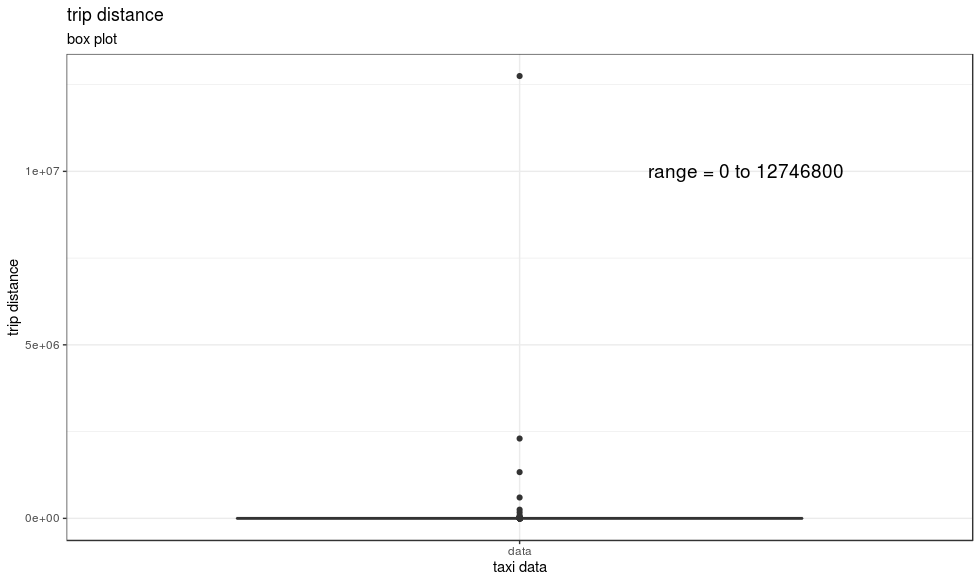 trip distance
box plot
1e+07
range = 0 to 12746800
trip distance
5e+06
0e+00
data
taxi data